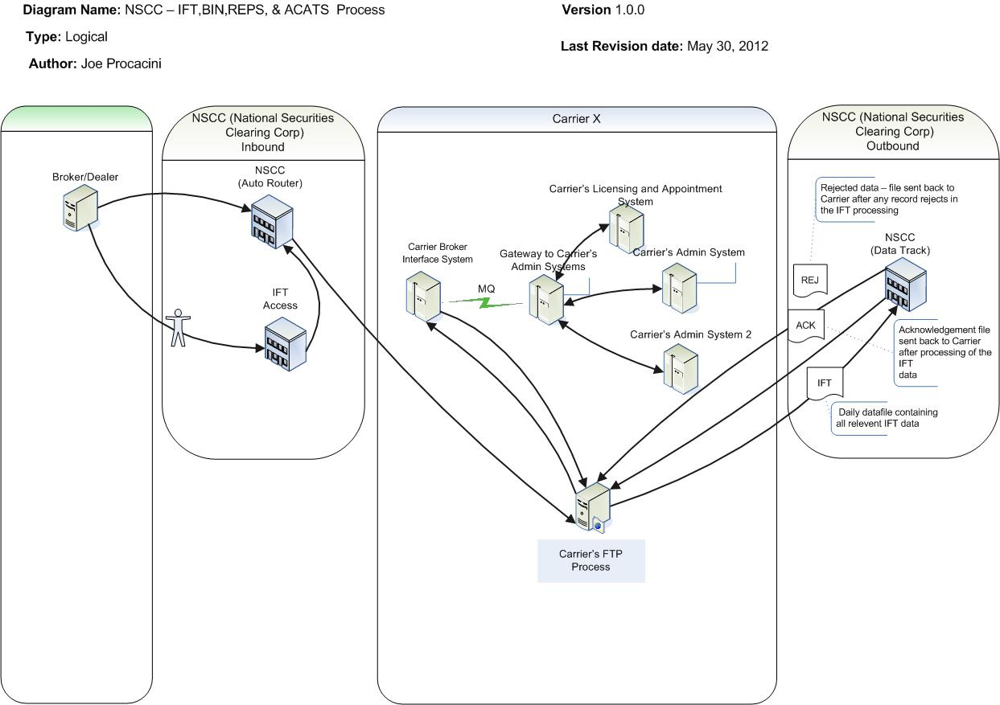 Diagram Name: NSCC – IFT,BIN,REPS, & ACATS  Process
Version 1.0.0
Type: Logical
Last Revision date: May 30, 2012
Author: Joe Procacini
NSCC (National Securities
Clearing Corp)
Inbound
Carrier X
NSCC (National Securities
Clearing Corp)
Outbound
Broker/Dealer
NSCC
(Auto Router)
IFT
Access
Carrier's Licensing and Appointment
System
Carrier Broker
Interface System
Gateway to Carrier's
Admin Systems
Carrier's Admin System
MQ
Carrier's Admin System 2
Carrier's FTP
Process
Rejected data – file sent back to
Carrier after any record rejects in
the IFT processing
NSCC
(Data Track)
REJ
ACK
Acknowledgement file
sent back to Carrier
after processing of the
IFT
data
IFT
Daily datafile containing
all relevent IFT data